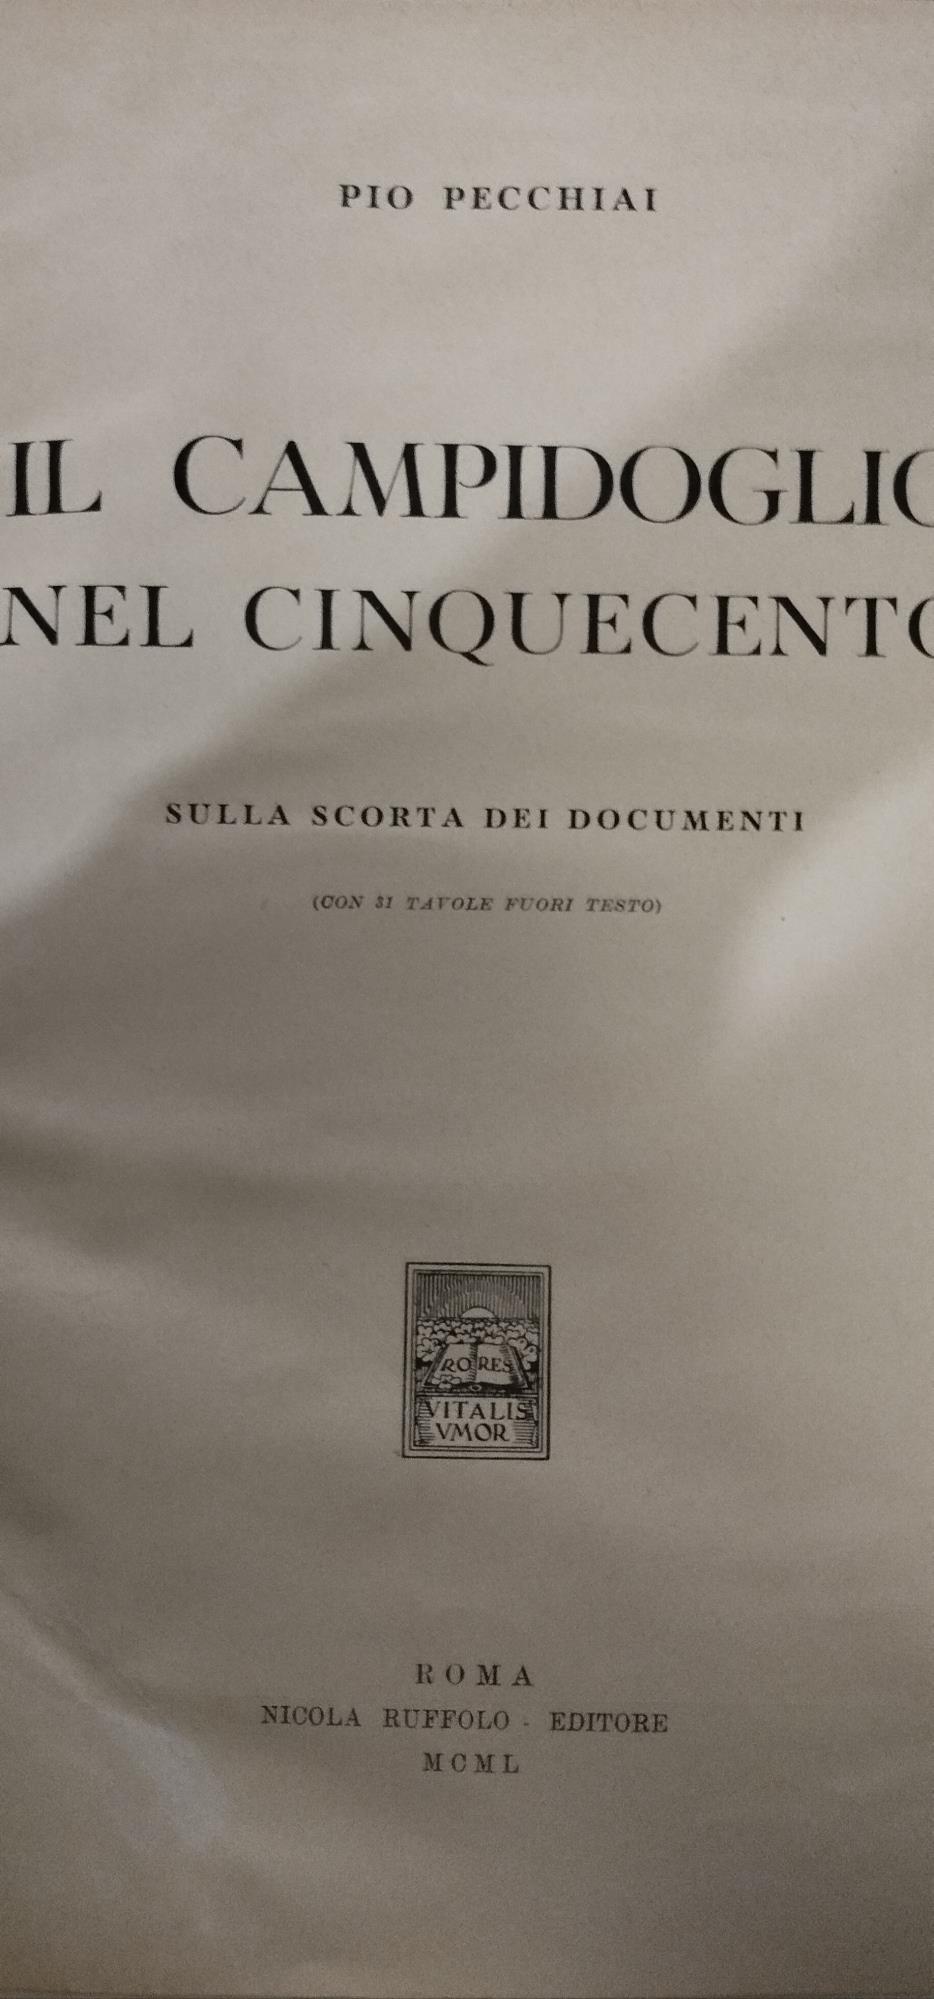 PIO PECCHIAI
IL CAMPIDOGLIO
NEL CINQUECENTO
SULLA SCORTA DEI DOCUMENTI
(CON 31 TAVOLE FUORI TESTO)
RORES
VITALIS
VMOR
ROMA
NICOLA RUFFOLO - EDITORE
MCML